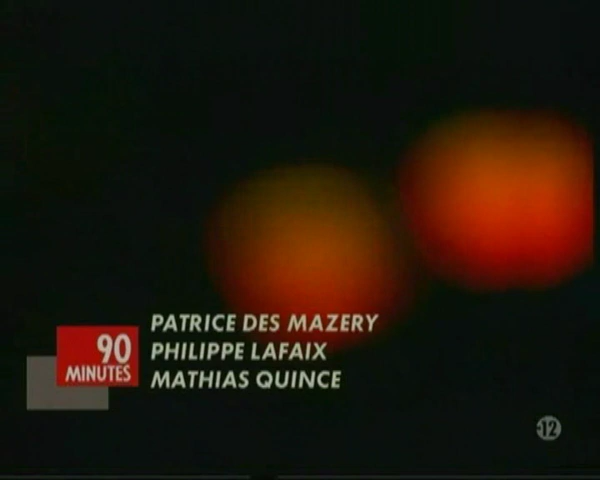 90
MINUTES
PATRICE DES MAZERY
PHILIPPE LAFAIX
MATHIAS QUINCE
-12